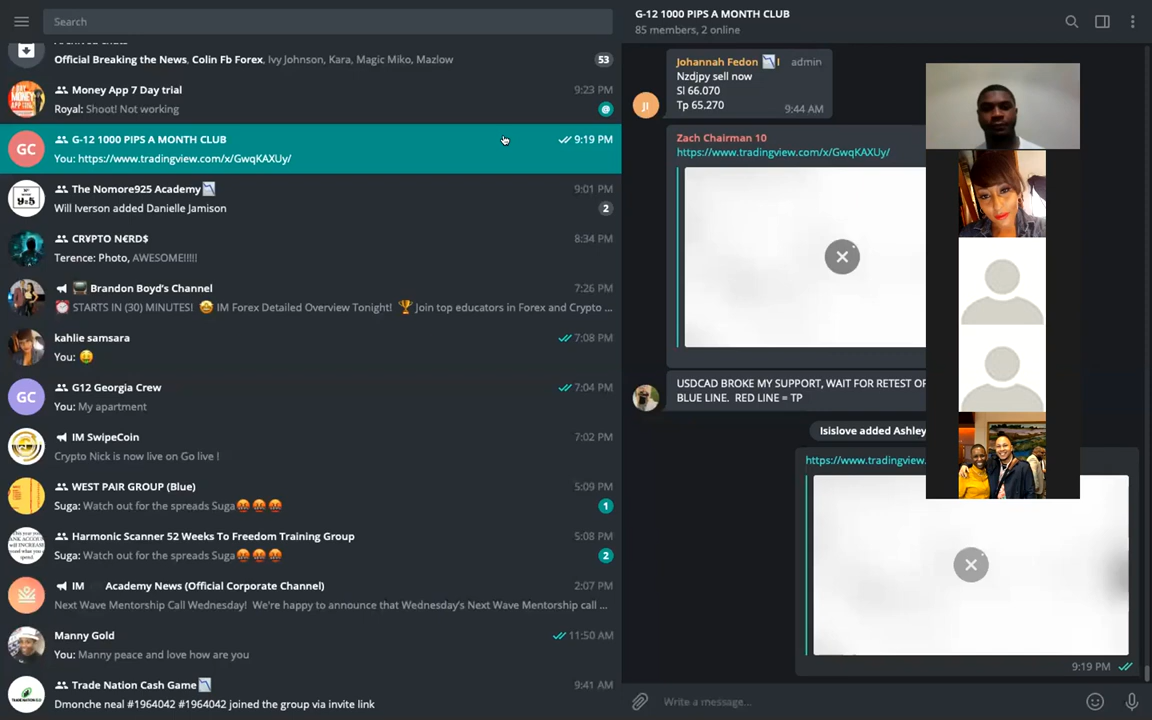 Search
Archived chats
Official Breaking the News, Colin Fb Forex, Ivy Johnson, Kara, Magic Miko, Mazlow
53
Money App 7 Day trial
9:23 PM
Royal: Shoot! Not working
@
GC
G-12 1000 PIPS A MONTH CLUB
9:19 PM
You: https://www.tradingview.com/x/GwqKAXUy/
The Nomore925 Academy
9:01 PM
Will Iverson added Danielle Jamison
2
CR¥PTO N€RD$
8:34 PM
Terence: Photo, AWESOME!!!!!
Brandon Boyd's Channel
7:26 PM
STARTS IN (30) MINUTES! IM Forex Detailed Overview Tonight! Join top educators in Forex and Crypto ...
kahlie samsara
7:08 PM
You:
GC
G12 Georgia Crew
7:04 PM
You: My apartment
IM SwipeCoin
7:02 PM
Crypto Nick is now live on Go live !
WEST PAIR GROUP (Blue)
5:09 PM
Suga: Watch out for the spreads Suga
1
Harmonic Scanner 52 Weeks To Freedom Training Group
5:08 PM
Suga: Watch out for the spreads Suga
2
IM Academy News (Official Corporate Channel)
2:07 PM
Next Wave Mentorship Call Wednesday! We're happy to announce that Wednesday's Next Wave Mentorship call ...
Manny Gold
11:50 AM
You: Manny peace and love how are you
Trade Nation Cash Game
9:41 AM
Dmonche neal #1964042 #1964042 joined the group via invite link
G-12 1000 PIPS A MONTH CLUB
85 members, 2 online
Johannah Fedon I admin
Nzdjpy sell now
Sl 66.070
Tp 65.270
9:44 AM
JI
Zach Chairman 10
https://www.tradingview.com/x/GwqKAXUy/
USDCAD BROKE MY SUPPORT, WAIT FOR RETEST OF
BLUE LINE. RED LINE = TP
Isislove added Ashley
https://www.tradingview.
9:19 PM
Write a message...